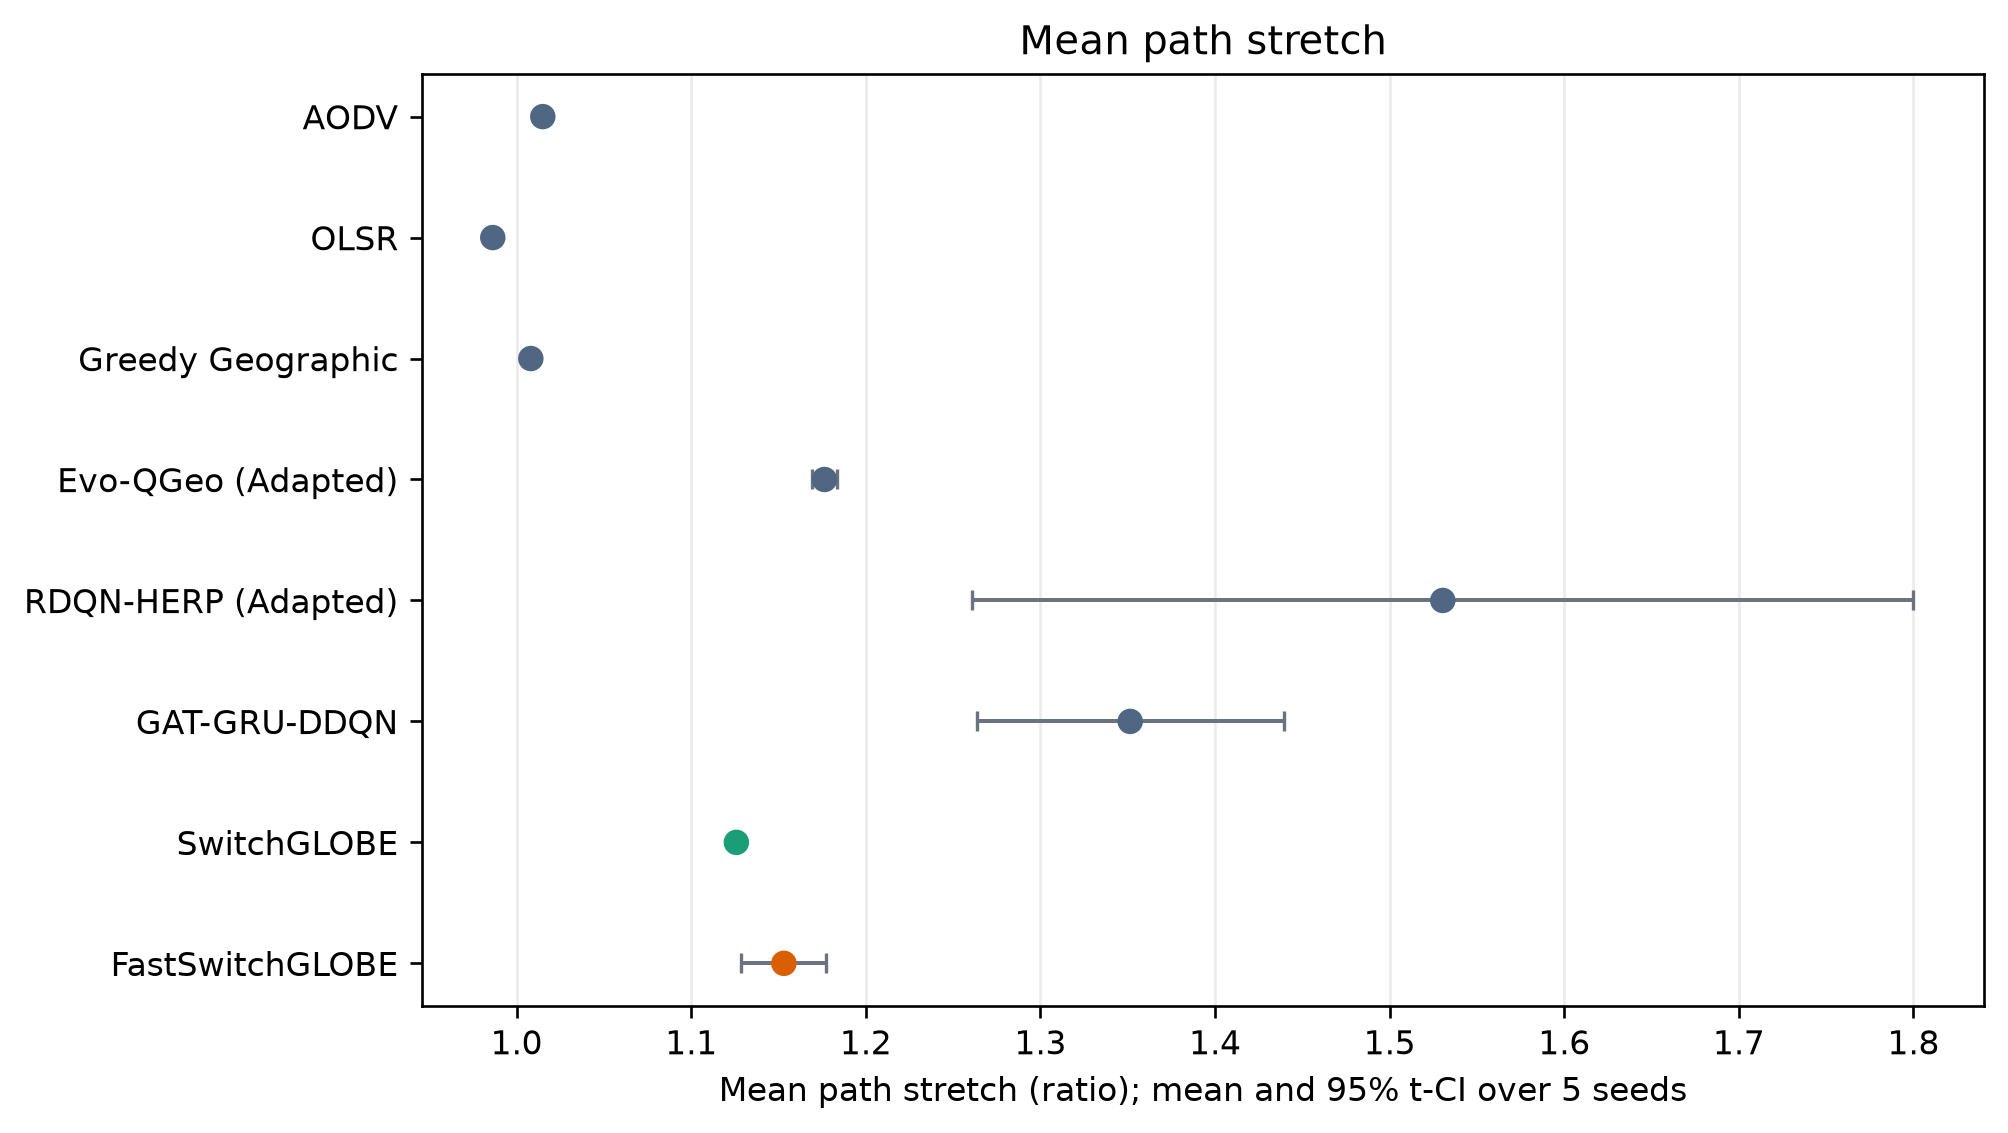 Mean path stretch
AODV
OLSR
Greedy Geographic
Evo-QGeo (Adapted)
RDQN-HERP (Adapted)
GAT-GRU-DDQN
SwitchGLOBE
FastSwitchGLOBE
1.0 1.1 1.2 1.3 1.4 1.5 1.6 1.7 1.8
Mean path stretch (ratio); mean and 95% t-CI over 5 seeds